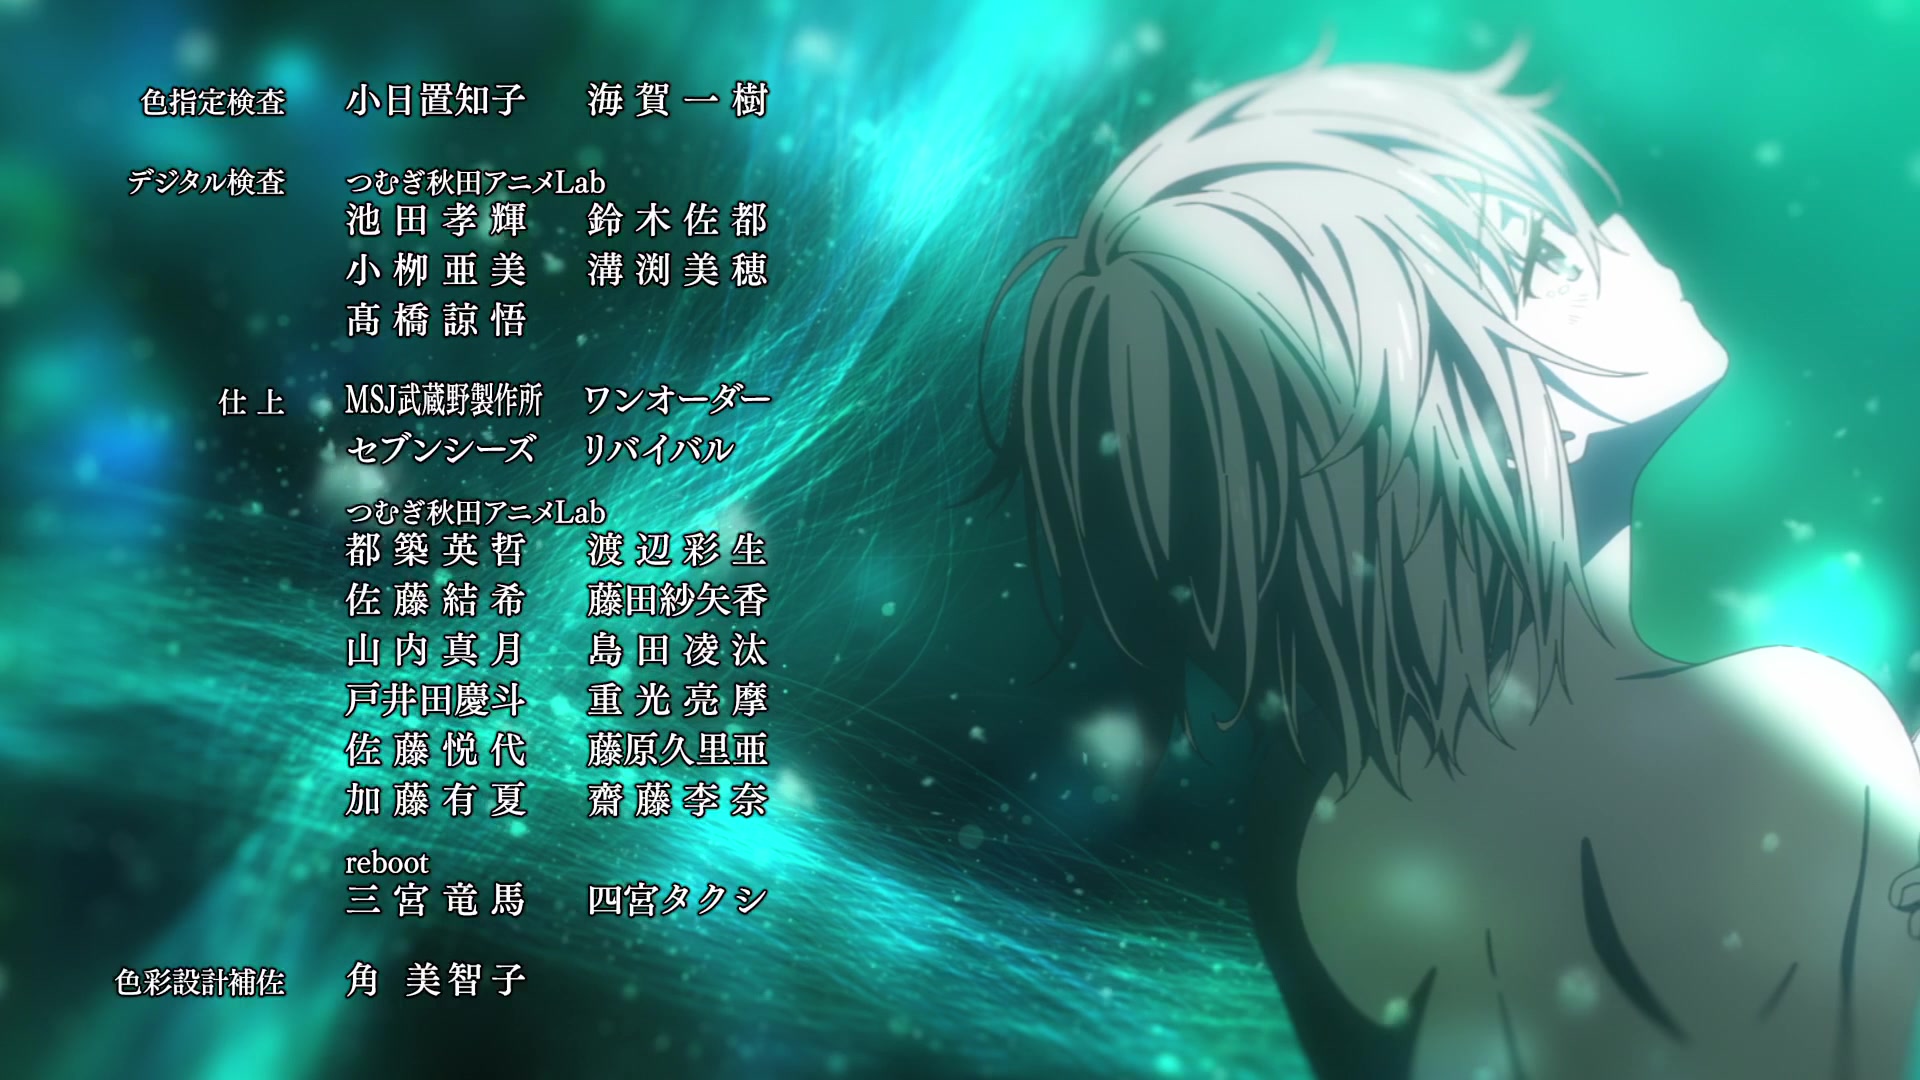 色指定検査 小日置知子 海賀一樹
デジタル検査 つむぎ秋田アニメLab
池田孝輝 鈴木佐都
小栁亜美 溝渕美穂
髙橋諒悟
仕上 MSJ武蔵野製作所 ワンオーダー
セブンシーズ リバイバル
つむぎ秋田アニメLab
都築英哲 渡辺彩生
佐藤結希 藤田紗矢香
山内真月 島田凌汰
戸井田慶斗 重光亮摩
佐藤悦代 藤原久里亜
加藤有夏 齋藤李奈
reboot
三宮竜馬 四宮タクシ
色彩設計補佐 角 美智子